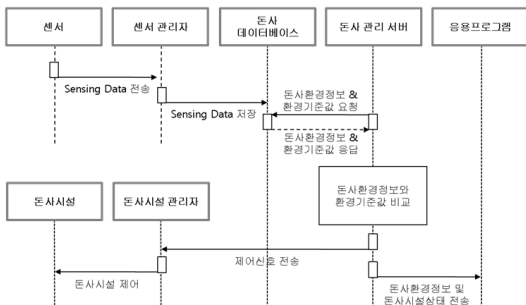 센서
센서 관리자
돈사
데이터베이스
돈사 관리 서버
응용프로그램
Sensing Data 전송
Sensing Data 저장
돈사환경정보 &
환경기준값 요청
돈사환경정보 &
환경기준값 응답
돈사시설
돈사시설 관리자
돈사환경정보와
환경기준값 비교
제어신호 전송
돈사시설 제어
돈사환경정보 및
돈사시설상태 전송